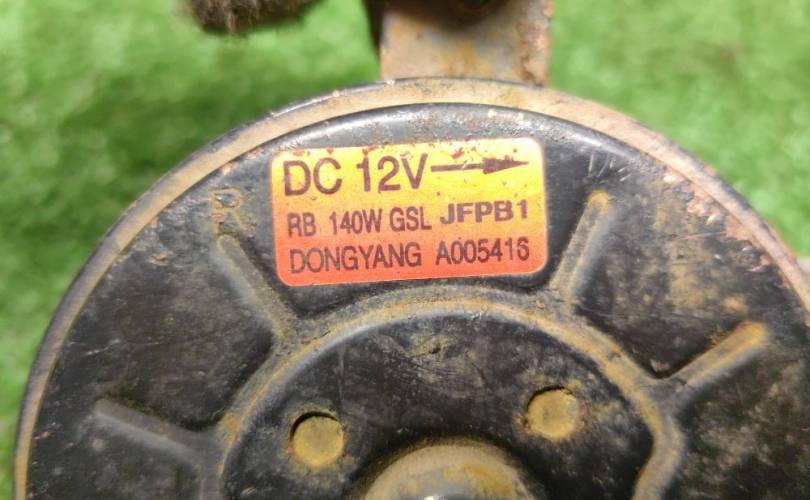 DC 12V
RB 140W GSL JFPB1
DONGYANG A005416
R